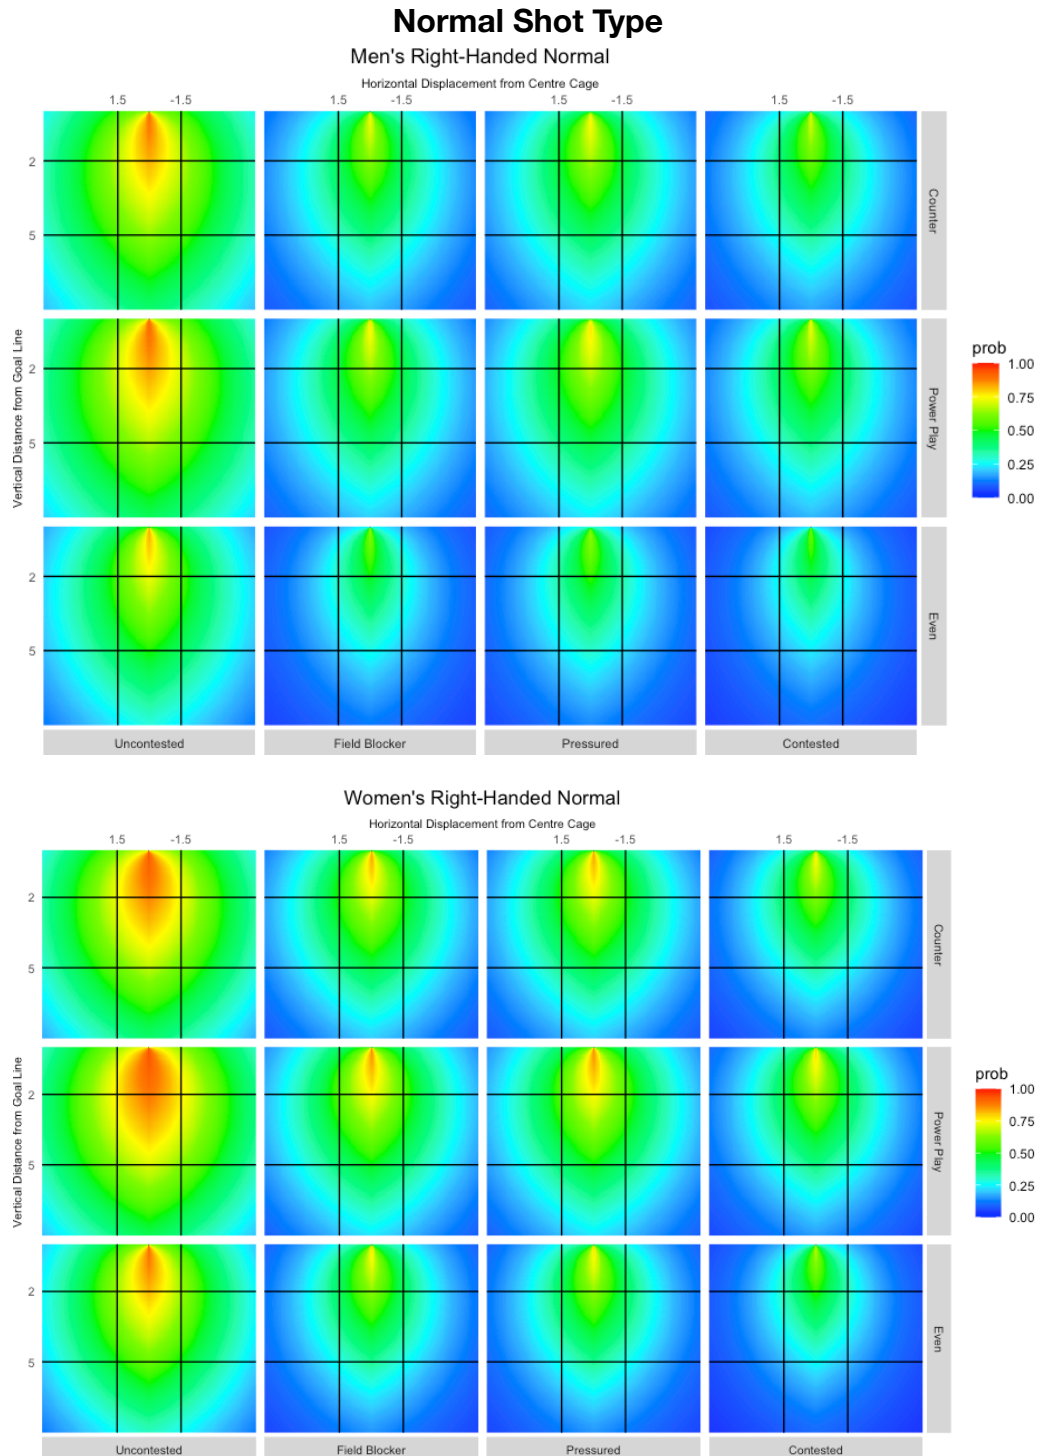 Normal Shot Type
Men's Right-Handed Normal
Horizontal Displacement from Centre Cage
1.5 -1.5 1.5 -1.5 1.5 -1.5 1.5 -1.5
2
5
Counter
Vertical Distance from Goal Line
2
5
Power Play
prob
1.00
0.75
0.50
0.25
0.00
2
5
Even
Uncontested Field Blocker Pressured Contested
Women's Right-Handed Normal
Horizontal Displacement from Centre Cage
1.5 -1.5 1.5 -1.5 1.5 -1.5 1.5 -1.5
2
5
Counter
Vertical Distance from Goal Line
2
5
Power Play
prob
1.00
0.75
0.50
0.25
0.00
2
5
Even
Uncontested Field Blocker Pressured Contested